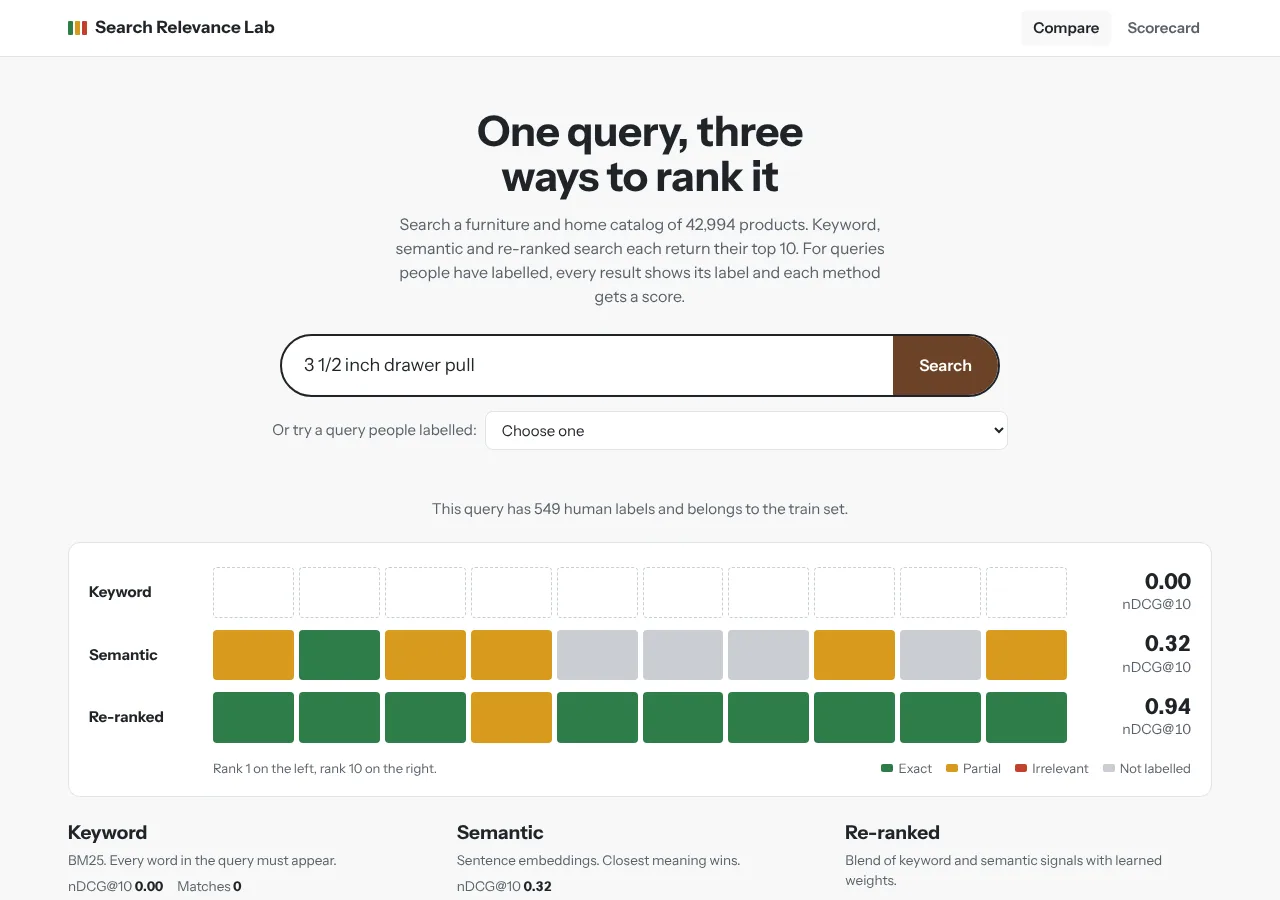 Search Relevance Lab
Compare
Scorecard
One query, three
ways to rank it
Search a furniture and home catalog of 42,994 products. Keyword,
semantic and re-ranked search each return their top 10. For queries
people have labelled, every result shows its label and each method
gets a score.
3 1/2 inch drawer pull
Search
Or try a query people labelled:
Choose one
This query has 549 human labels and belongs to the train set.
Keyword
0.00
nDCG@10
Semantic
0.32
nDCG@10
Re-ranked
0.94
nDCG@10
Rank 1 on the left, rank 10 on the right.
Exact
Partial
Irrelevant
Not labelled
Keyword
BM25. Every word in the query must appear.
nDCG@10 0.00 Matches 0
Semantic
Sentence embeddings. Closest meaning wins.
nDCG@10 0.32
Re-ranked
Blend of keyword and semantic signals with learned
weights.